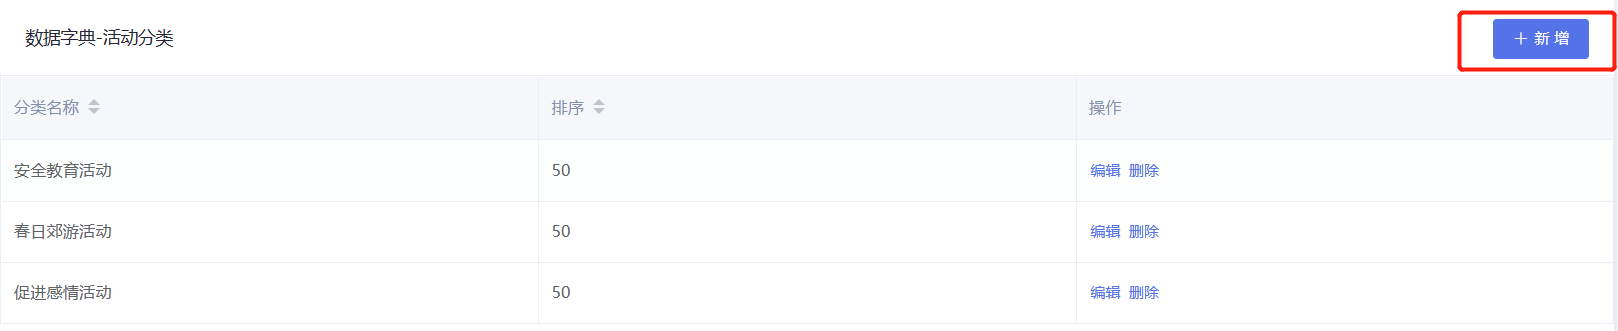 数据字典-活动分类
+ 新 增
分类名称 排序 操作
安全教育活动 50 编辑 删除
春日郊游活动 50 编辑 删除
促进感情活动 50 编辑 删除